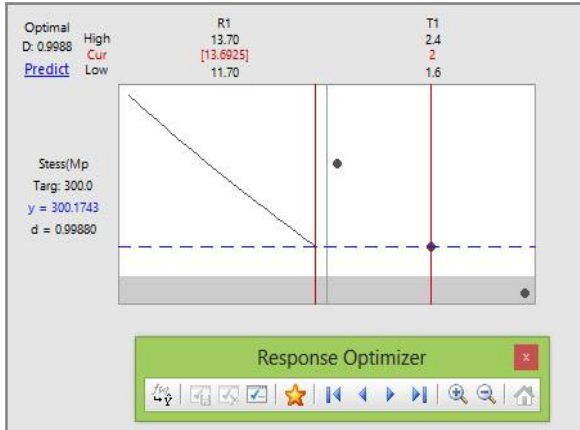 Optimal
D: 0.9988
Predict
High
Cur
Low
R1
13.70
[13.6925]
11.70
T1
2.4
2
1.6
Stess(Mp
Targ: 300.0
y = 300.1743
d = 0.99880
Response Optimizer
x